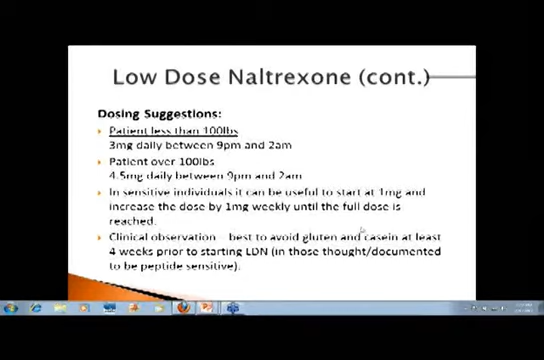 Low Dose Naltrexone (cont.)
Dosing Suggestions:
Patient less than 100lbs
3mg daily between 9pm and 2am
Patient over 100lbs
4.5mg daily between 9pm and 2am
In sensitive individuals it can be useful to start at 1mg and
increase the dose by 1mg weekly until the full dose is
reached.
Clinical observation – best to avoid gluten and casein at least
4 weeks prior to starting LDN (in those thought/documented
to be peptide sensitive).